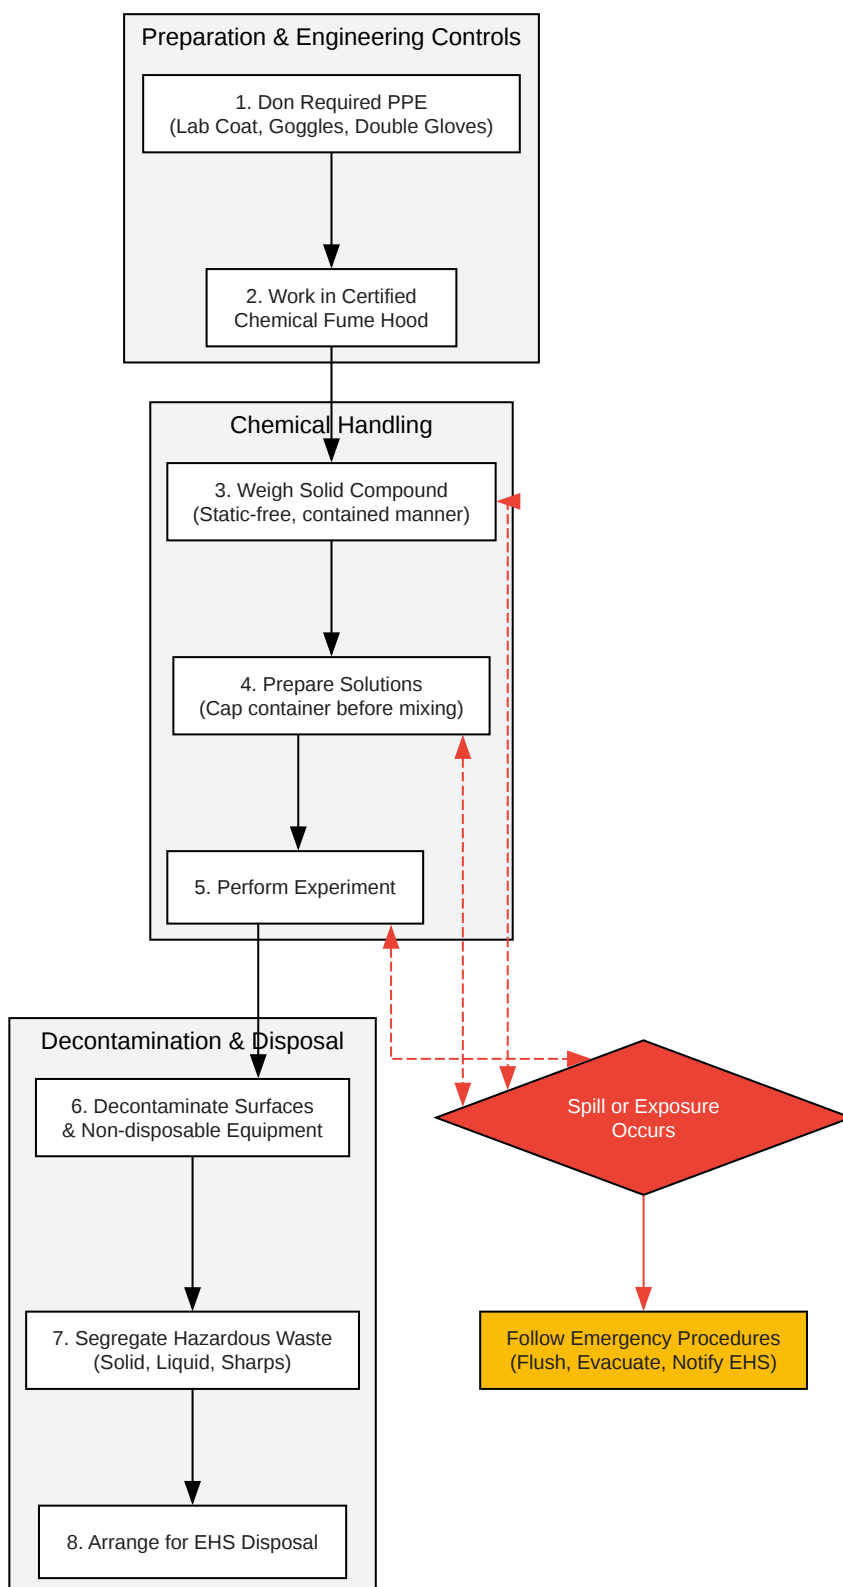 Preparation & Engineering Controls
1. Don Required PPE
(Lab Coat, Goggles, Double Gloves)
2. Work in Certified
Chemical Fume Hood
Chemical Handling
3. Weigh Solid Compound
(Static-free, contained manner)
4. Prepare Solutions
(Cap container before mixing)
5. Perform Experiment
Decontamination & Disposal
6. Decontaminate Surfaces
& Non-disposable Equipment
Spill or Exposure
Occurs
7. Segregate Hazardous Waste
(Solid, Liquid, Sharps)
Follow Emergency Procedures
(Flush, Evacuate, Notify EHS)
8. Arrange for EHS Disposal